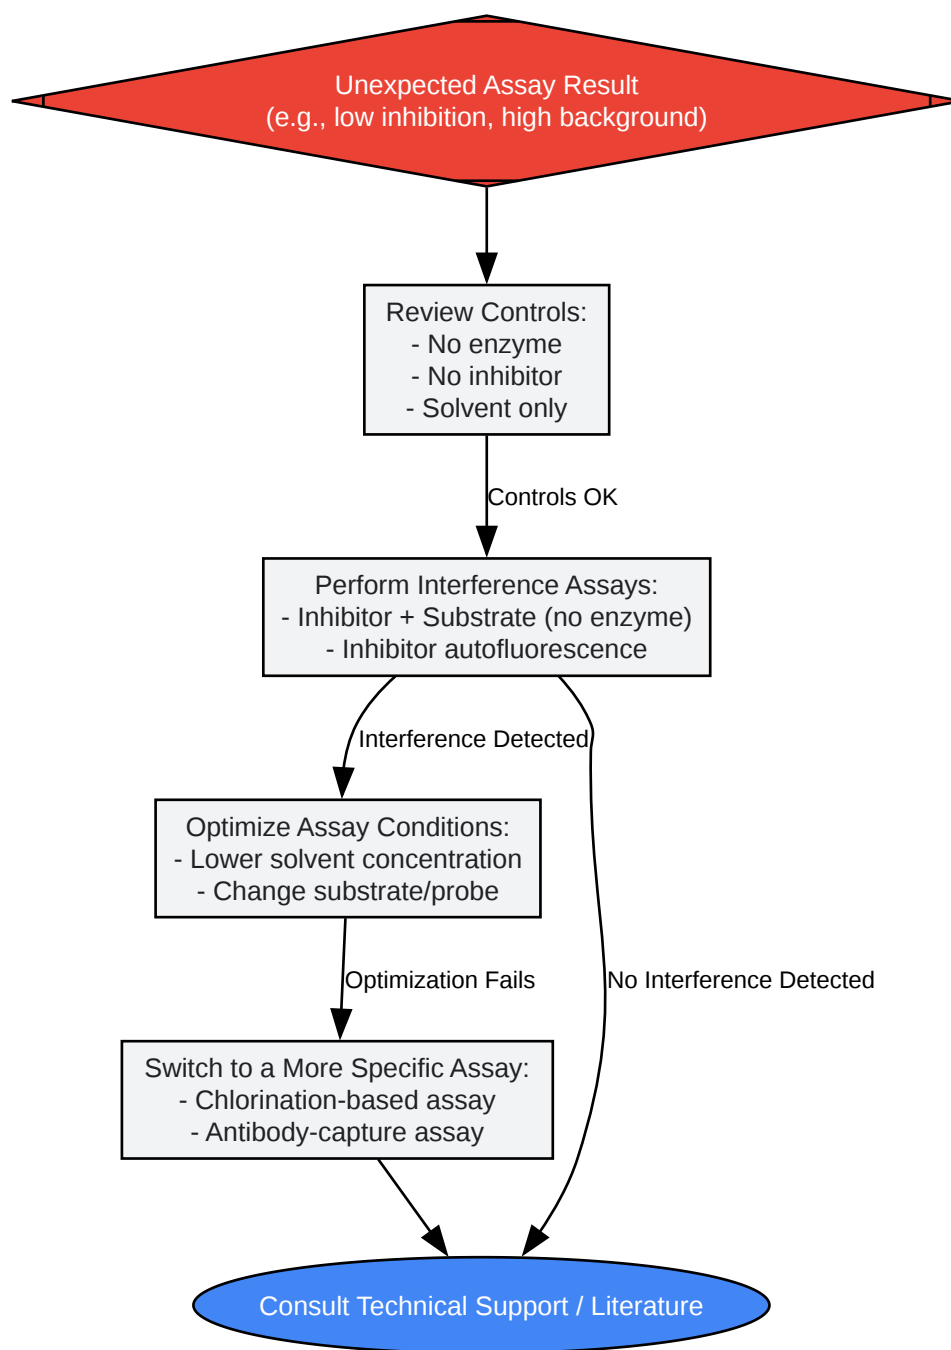 Unexpected Assay Result
(e.g., low inhibition, high background)
Review Controls:
- No enzyme
- No inhibitor
- Solvent only
Controls OK
Perform Interference Assays:
- Inhibitor + Substrate (no enzyme)
- Inhibitor autofluorescence
Interference Detected
Optimize Assay Conditions:
- Lower solvent concentration
- Change substrate/probe
Optimization Fails
No Interference Detected
Switch to a More Specific Assay:
- Chlorination-based assay
- Antibody-capture assay
Consult Technical Support / Literature